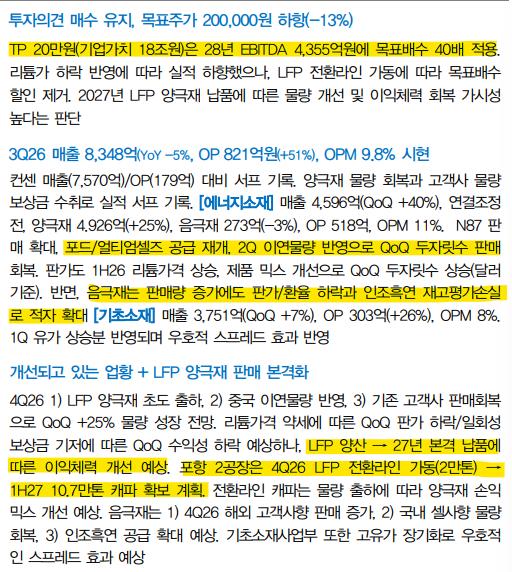 투자의견 매수 유지, 목표주가 200,000원 하향(-13%)
TP 20만원(기업가치 18조원)은 28년 EBITDA 4,355억원에 목표배수 40배 적용.
리튬가 하락 반영에 따라 실적 하향했으나, LFP 전환라인 가동에 따라 목표배수
할인 제거. 2027년 LFP 양극재 납품에 따른 물량 개선 및 이익체력 회복 가시성
높다는 판단
3Q26 매출 8,348억(YoY -5%, OP 821억원(+51%), OPM 9.8% 시현
컨센 매출(7,570억)/OP(179억) 대비 서프 기록. 양극재 물량 회복과 고객사 물량
보상금 수취로 실적 서프 기록. [에너지소재] 매출 4,596억(QoQ +40%), 연결조정
전, 양극재 4,926억(+25%), 음극재 273억(-3%), OP 518억, OPM 11%. N87 판
매 확대, 포드/얼티엄셀즈 공급 재개, 2Q 이연물량 반영으로 QoQ 두자릿수 판매
회복. 판가도 1H26 리튬가격 상승, 제품 믹스 개선으로 QoQ 두자릿수 상승(달러
기준). 반면, 음극재는 판매량 증가에도 판가/환율 하락과 인조흑연 재고평가손실
로 적자 확대 [기초소재] 매출 3,751억(QoQ +7%), OP 303억(+26%), OPM 8%.
1Q 유가 상승분 반영되며 우호적 스프레드 효과 반영
개선되고 있는 업황 + LFP 양극재 판매 본격화
4Q26 1) LFP 양극재 초도 출하, 2) 중국 이연물량 반영, 3) 기존 고객사 판매회복
으로 QoQ +25% 물량 성장 전망. 리튬가격 약세에 따른 QoQ 판가 하락/일회성
보상금 기저에 따른 QoQ 수익성 하락 예상하나, LFP 양산 → 27년 본격 납품에
따른 이익체력 개선 예상. 포항 2공장은 4Q26 LFP 전환라인 가동(2만톤) →
1H27 10.7만톤 캐파 확보 계획. 전환라인 캐파는 물량 출하에 따라 양극재 손익
믹스 개선 예상. 음극재는 1) 4Q26 해외 고객사향 판매 증가, 2) 국내 셀사향 물량
회복, 3) 인조흑연 공급 확대 예상. 기초소재사업부 또한 고유가 장기화로 우호적
인 스프레드 효과 예상